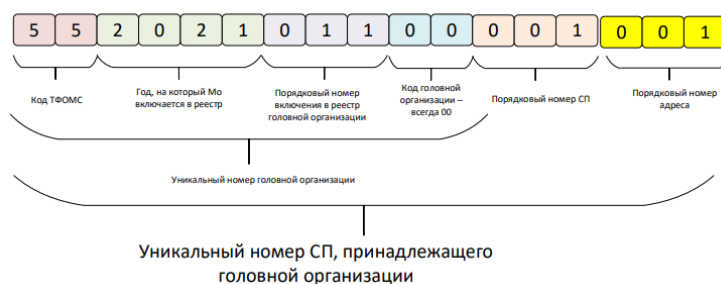 5 5 2 0 2 1 0 1 1 0 0 0 0 1 0 0 1
Код ТФОМС
Год, на который Мо
включается в реестр
Порядковый номер
включения в реестр
головной организации
Код головной
организации –
всегда 00
Порядковый номер СП
Порядковый номер
адреса
Уникальный номер головной организации
Уникальный номер СП, принадлежащего
головной организации